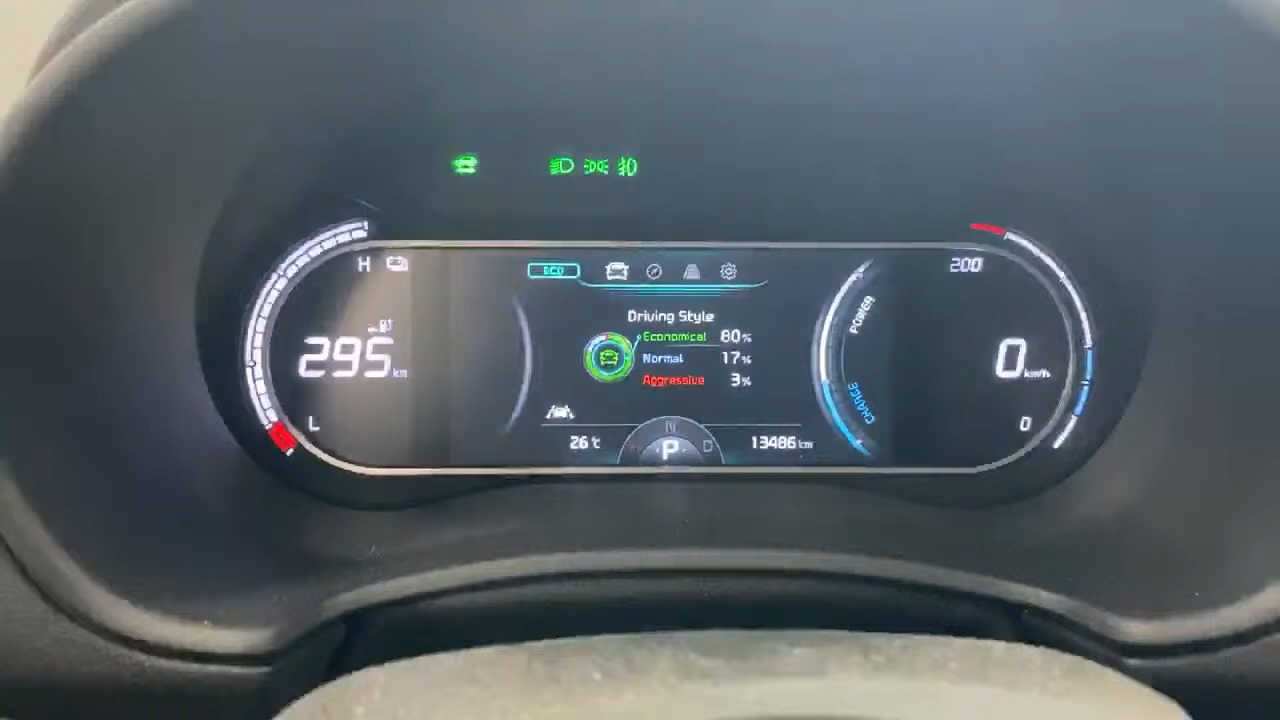 H
ECO
200
Driving Style
Economical 80%
Normal 17%
Aggressive 3%
295 km
POWER
CHARGE
0 km/h
L
0
26 ℃
N
P
D
13486 km